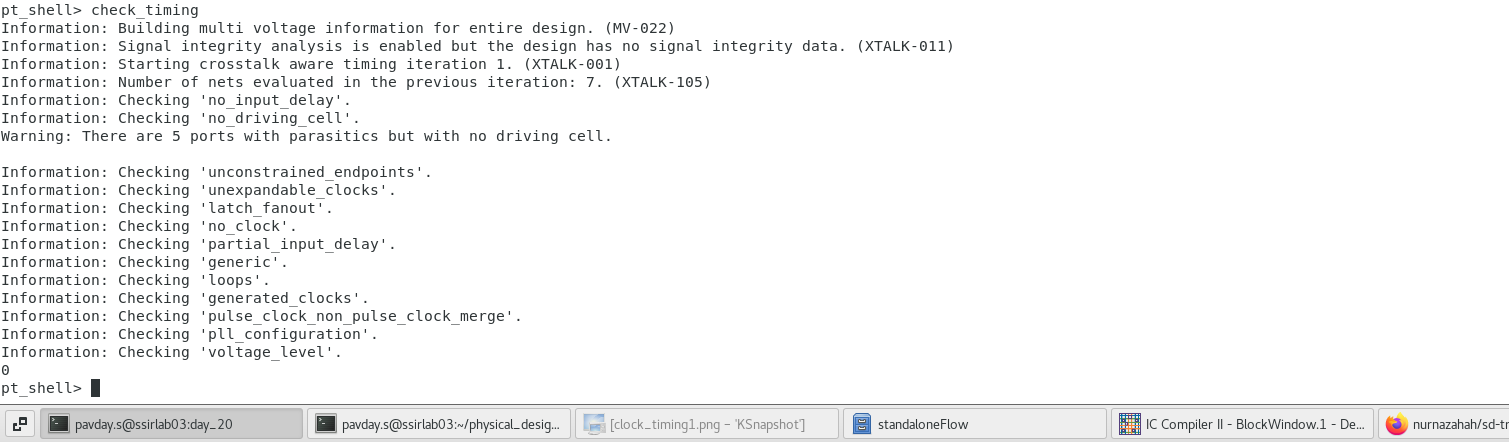 pt_shell> check_timing
Information: Building multi voltage information for entire design. (MV-022)
Information: Signal integrity analysis is enabled but the design has no signal integrity data. (XTALK-011)
Information: Starting crosstalk aware timing iteration 1. (XTALK-001)
Information: Number of nets evaluated in the previous iteration: 7. (XTALK-105)
Information: Checking 'no_input_delay'.
Information: Checking 'no_driving_cell'.
Warning: There are 5 ports with parasitics but with no driving cell.
Information: Checking 'unconstrained_endpoints'.
Information: Checking 'unexpandable_clocks'.
Information: Checking 'latch_fanout'.
Information: Checking 'no_clock'.
Information: Checking 'partial_input_delay'.
Information: Checking 'generic'.
Information: Checking 'loops'.
Information: Checking 'generated_clocks'.
Information: Checking 'pulse_clock_non_pulse_clock_merge'.
Information: Checking 'pll_configuration'.
Information: Checking 'voltage_level'.
0
pt_shell>
pavday.s@ssirlab03:day_20 pavday.s@ssirlab03:~/physical_desig... [clock_timing1.png – 'KSnapshot'] standaloneFlow IC Compiler II - BlockWindow.1 - De... nurnazahah/sd-tr